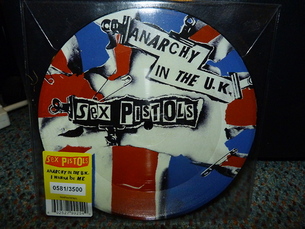 ANARCHY
IN THE U.K.
SEX PISTOLS
SEX PISTOLS
ANARCHY IN THE U.K.
I WANNA BE ME
0581/3500